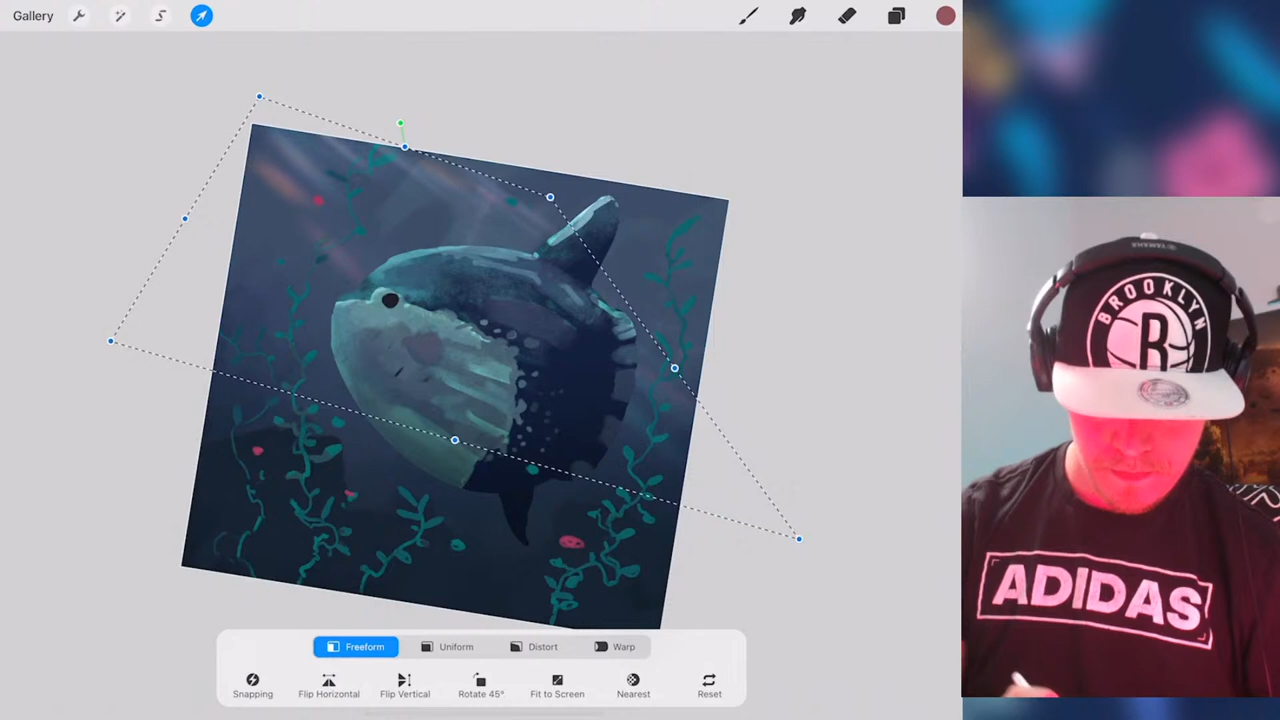 Gallery
Freeform Uniform Distort Warp
Snapping Flip Horizontal Flip Vertical Rotate 45° Fit to Screen Nearest Reset
YAMAHA
BROOKLYN
B
ADIDAS